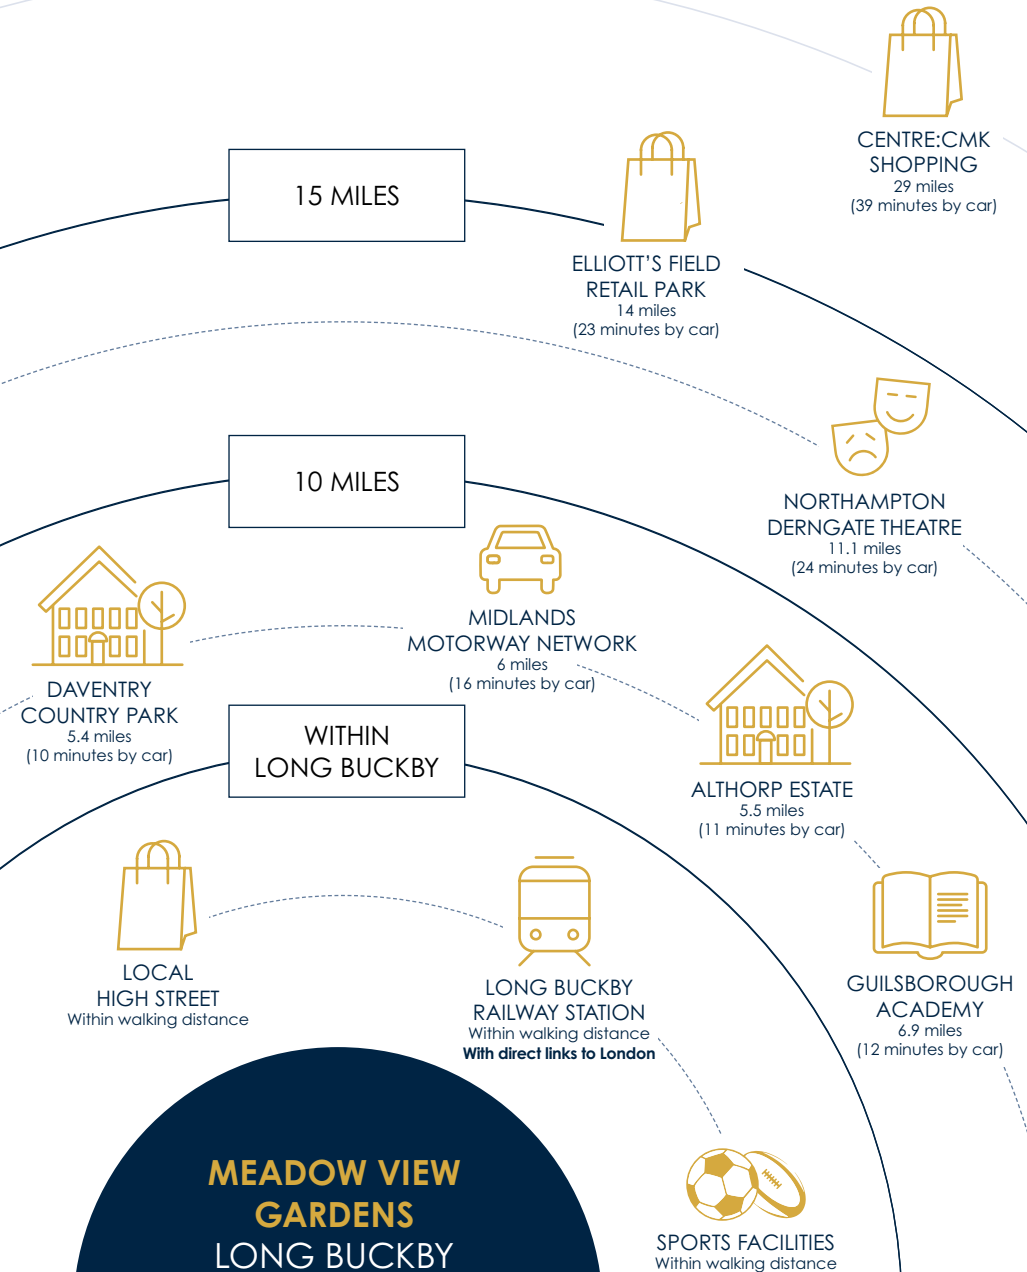 CENTRE:CMK
SHOPPING
29 miles
(39 minutes by car)
15 MILES
ELLIOTT'S FIELD
RETAIL PARK
14 miles
(23 minutes by car)
10 MILES
NORTHAMPTON
DERNGATE THEATRE
11.1 miles
(24 minutes by car)
MIDLANDS
MOTORWAY NETWORK
6 miles
(16 minutes by car)
DAVENTRY
COUNTRY PARK
5.4 miles
(10 minutes by car)
WITHIN
LONG BUCKBY
ALTHORP ESTATE
5.5 miles
(11 minutes by car)
LOCAL
HIGH STREET
Within walking distance
LONG BUCKBY
RAILWAY STATION
Within walking distance
With direct links to London
GUILSBOROUGH
ACADEMY
6.9 miles
(12 minutes by car)
MEADOW VIEW
GARDENS
LONG BUCKBY
SPORTS FACILITIES
Within walking distance